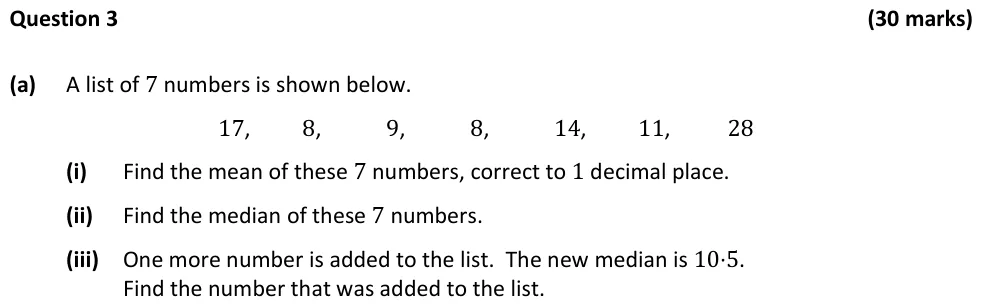 Question 3 (30 marks)
(a) A list of 7 numbers is shown below.
17, 8, 9, 8, 14, 11, 28
(i) Find the mean of these 7 numbers, correct to 1 decimal place.
(ii) Find the median of these 7 numbers.
(iii) One more number is added to the list. The new median is 10·5.
Find the number that was added to the list.